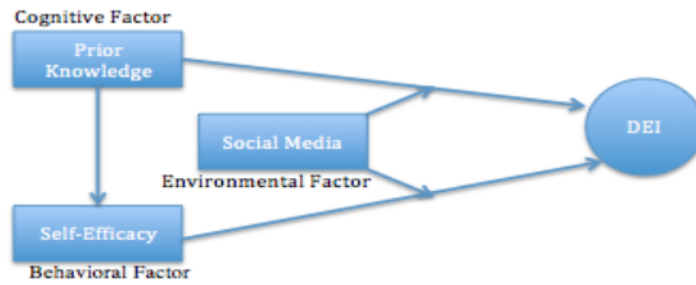 Cognitive Factor
Prior
Knowledge
Social Media
DEI
Environmental Factor
Self-Efficacy
Behavioral Factor